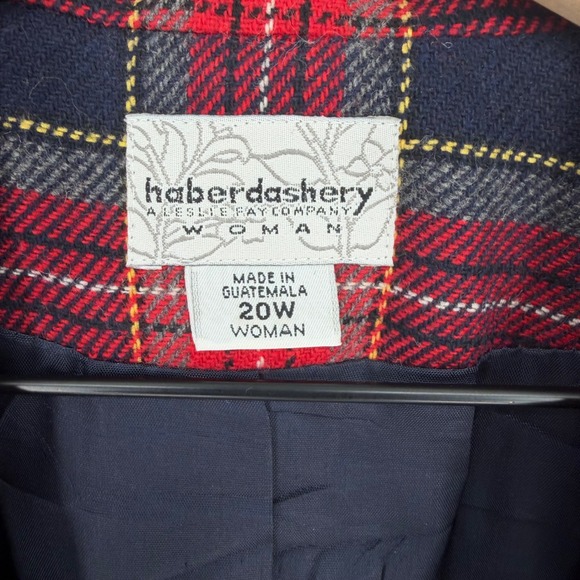 haberdashery
A LESLIE FAY COMPANY
WOMAN
MADE IN
GUATEMALA
20W
WOMAN